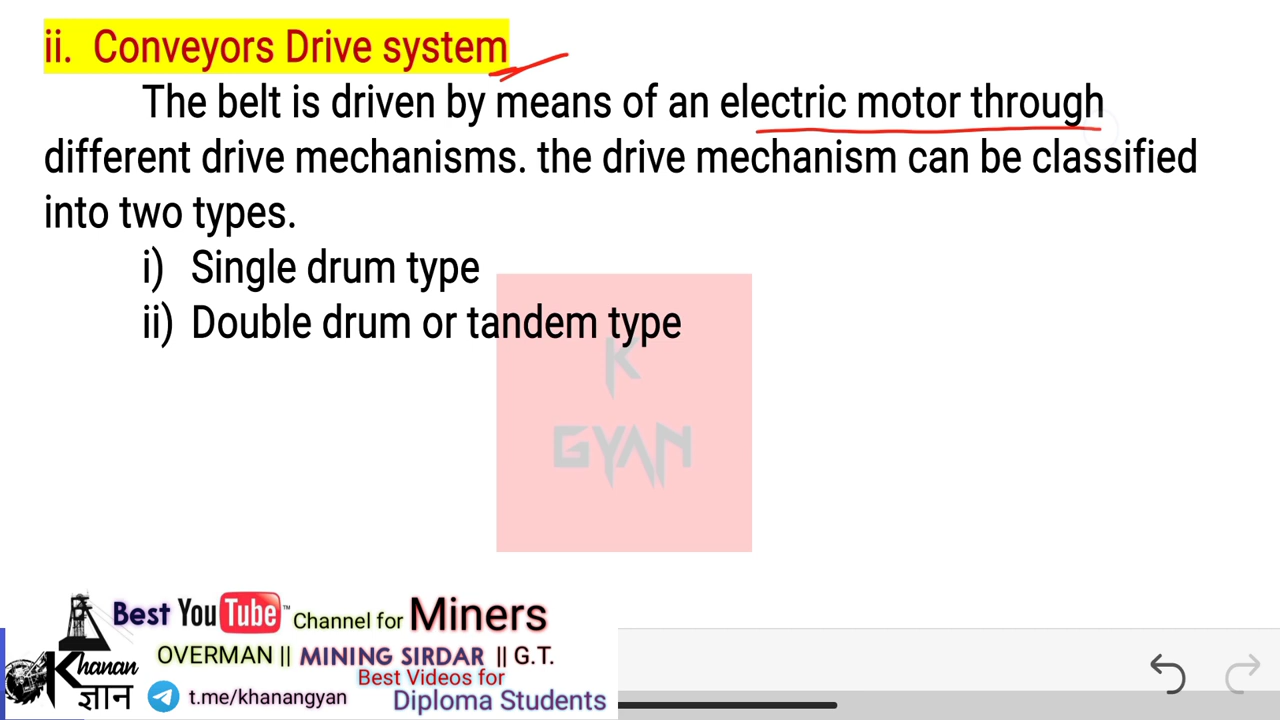 ii. Conveyors Drive system
The belt is driven by means of an electric motor through
different drive mechanisms. the drive mechanism can be classified
into two types.
i) Single drum type
ii) Double drum or tandem type
K
GYAN
Best YouTube™ Channel for Miners
OVERMAN || MINING SIRDAR || G.T.
Best Videos for
Diploma Students
Khanan
ज्ञान
t.me/khanangyan